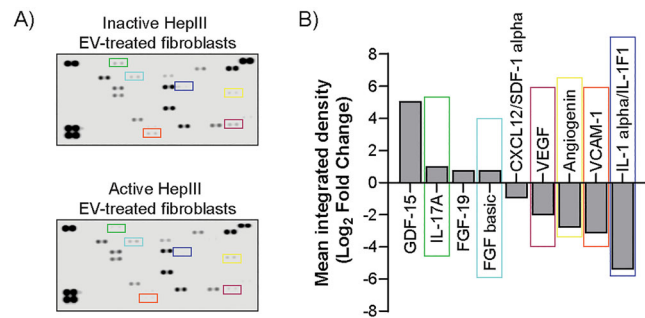 A)
Inactive HepIII
EV-treated fibroblasts
Active HepIII
EV-treated fibroblasts
B)
Mean integrated density
(Log2 Fold Change)
8
6
4
2
0
-2
-4
-6
-8
GDF-15
IL-17A
FGF-19
FGF basic
CXCL12/SDF-1 alpha
VEGF
Angiogenin
VCAM-1
IL-1 alpha/IL-1F1